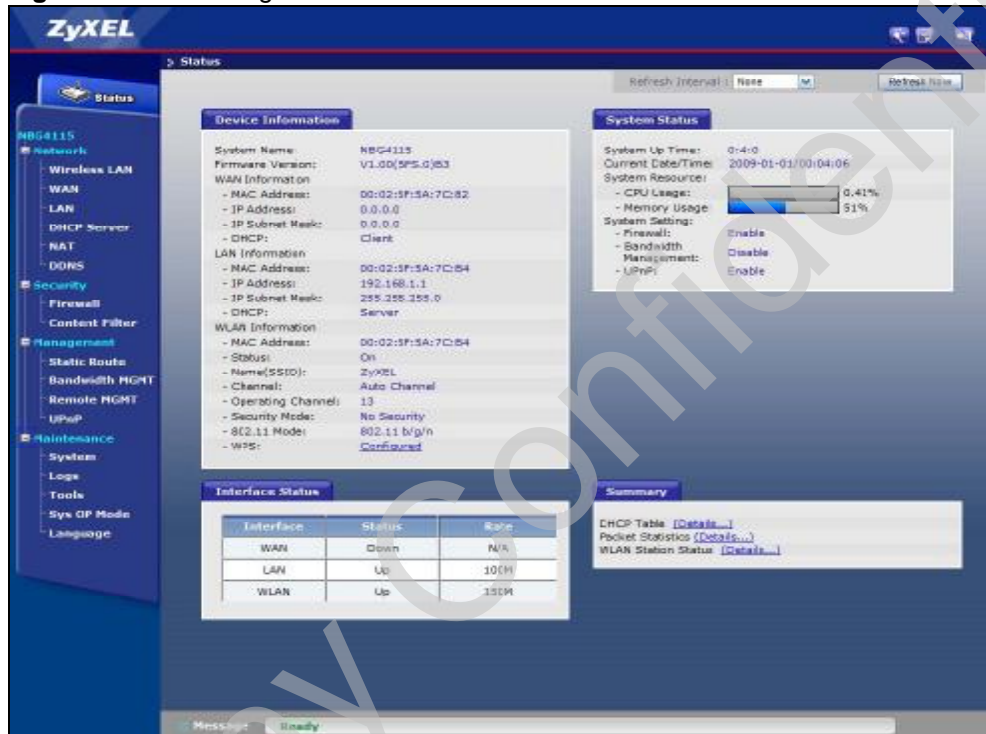 ZyXEL
> Status
Refresh Interval : None
Refresh Now
Status
NBG4115
Network
Wireless LAN
WAN
LAN
DHCP Server
NAT
DDNS
Security
Firewall
Content Filter
Management
Static Route
Bandwidth MGMT
Remote MGMT
UPnP
Maintenance
System
Logs
Tools
Sys OP Mode
Language
Device Information
System Name: NBG4115
Firmware Version: V1.00(SFS.0)B3
WAN Information
- MAC Address: 00:02:5F:5A:7C:82
- IP Address: 0.0.0.0
- IP Subnet Mask: 0.0.0.0
- DHCP: Client
LAN Information
- MAC Address: 00:02:5F:5A:7C:84
- IP Address: 192.168.1.1
- IP Subnet Mask: 255.255.255.0
- DHCP: Server
WLAN Information
- MAC Address: 00:02:5F:5A:7C:84
- Status: On
- Name(SSID): ZyXEL
- Channel: Auto Channel
- Operating Channel: 13
- Security Mode: No Security
- 802.11 Mode: 802.11 b/g/n
- WPS: Configured
System Status
System Up Time: 0:4:0
Current Date/Time: 2009-01-01/00:04:06
System Resource:
- CPU Usage: 0.41%
- Memory Usage 51%
System Setting:
- Firewall: Enable
- Bandwidth Management: Disable
- UPnP: Enable
Interface Status
Interface Status Rate
WAN Down N/A
LAN Up 100M
WLAN Up 150M
Summary
DHCP Table (Details...)
Packet Statistics (Details...)
WLAN Station Status (Details...)
Message Ready
y Confident